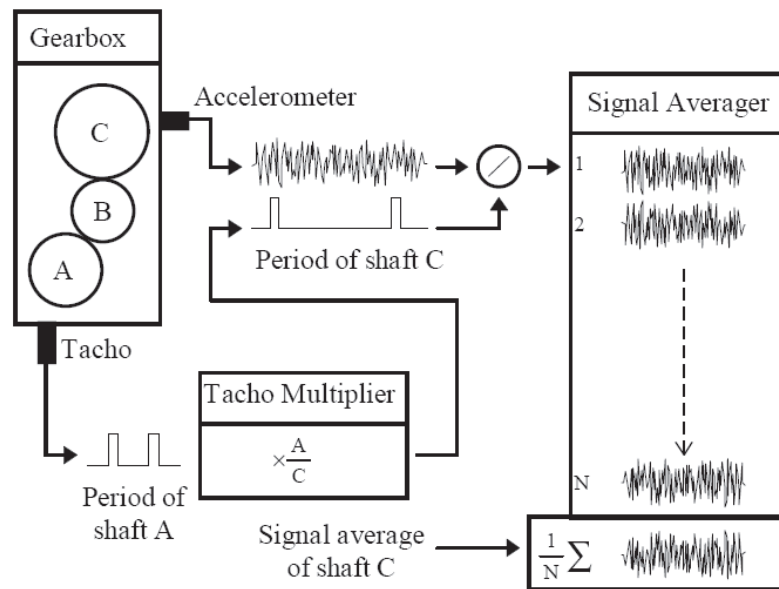 Gearbox
C
B
A
Accelerometer
Period of shaft C
Tacho
Tacho Multiplier
× A/C
Period of
shaft A
Signal Averager
1
2
N
Signal average
of shaft C
1/N ∑